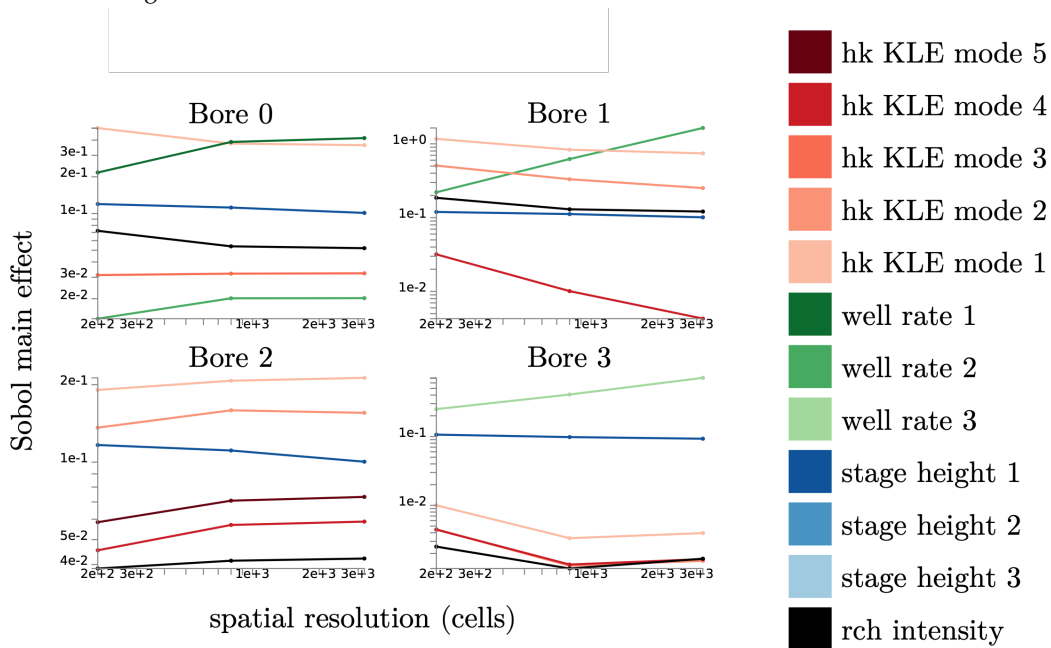 Bore 0
3e-1
2e-1
1e-1
3e-2
2e-2
2e+2 3e+2 1e+3 2e+3 3e+3
Bore 1
1e+0
1e-1
1e-2
2e+2 3e+2 1e+3 2e+3 3e+3
Bore 2
2e-1
1e-1
5e-2
4e-2
2e+2 3e+2 1e+3 2e+3 3e+3
Bore 3
1e-1
1e-2
2e+2 3e+2 1e+3 2e+3 3e+3
Sobol main effect
spatial resolution (cells)
hk KLE mode 5
hk KLE mode 4
hk KLE mode 3
hk KLE mode 2
hk KLE mode 1
well rate 1
well rate 2
well rate 3
stage height 1
stage height 2
stage height 3
rch intensity